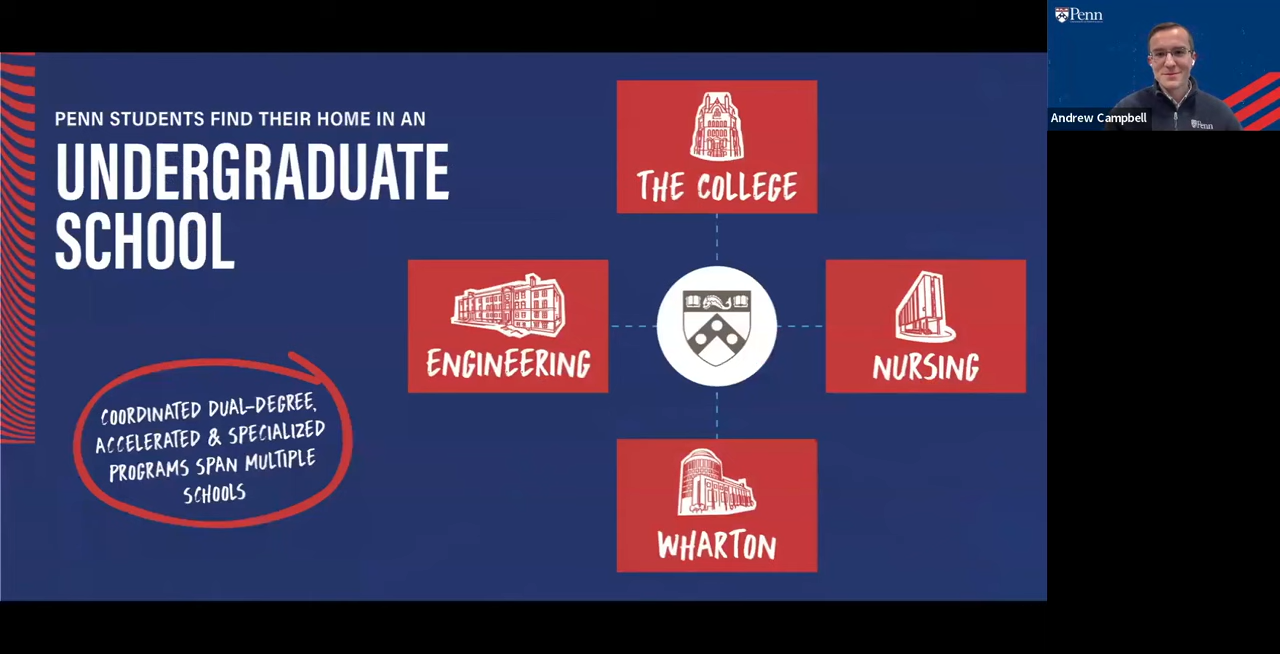 PENN STUDENTS FIND THEIR HOME IN AN
UNDERGRADUATE
SCHOOL
THE COLLEGE
ENGINEERING
NURSING
WHARTON
COORDINATED DUAL-DEGREE,
ACCELERATED & SPECIALIZED
PROGRAMS SPAN MULTIPLE
SCHOOLS
Penn
Penn
Andrew Campbell